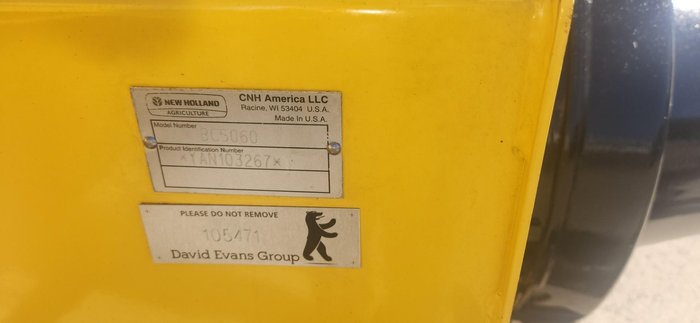 NEW HOLLAND
AGRICULTURE
CNH America LLC
Racine, WI 53404 U.S.A.
Made in U.S.A.
Model Number
BC5060
Product Identification Number
*YAN103267*
PLEASE DO NOT REMOVE
105471
David Evans Group